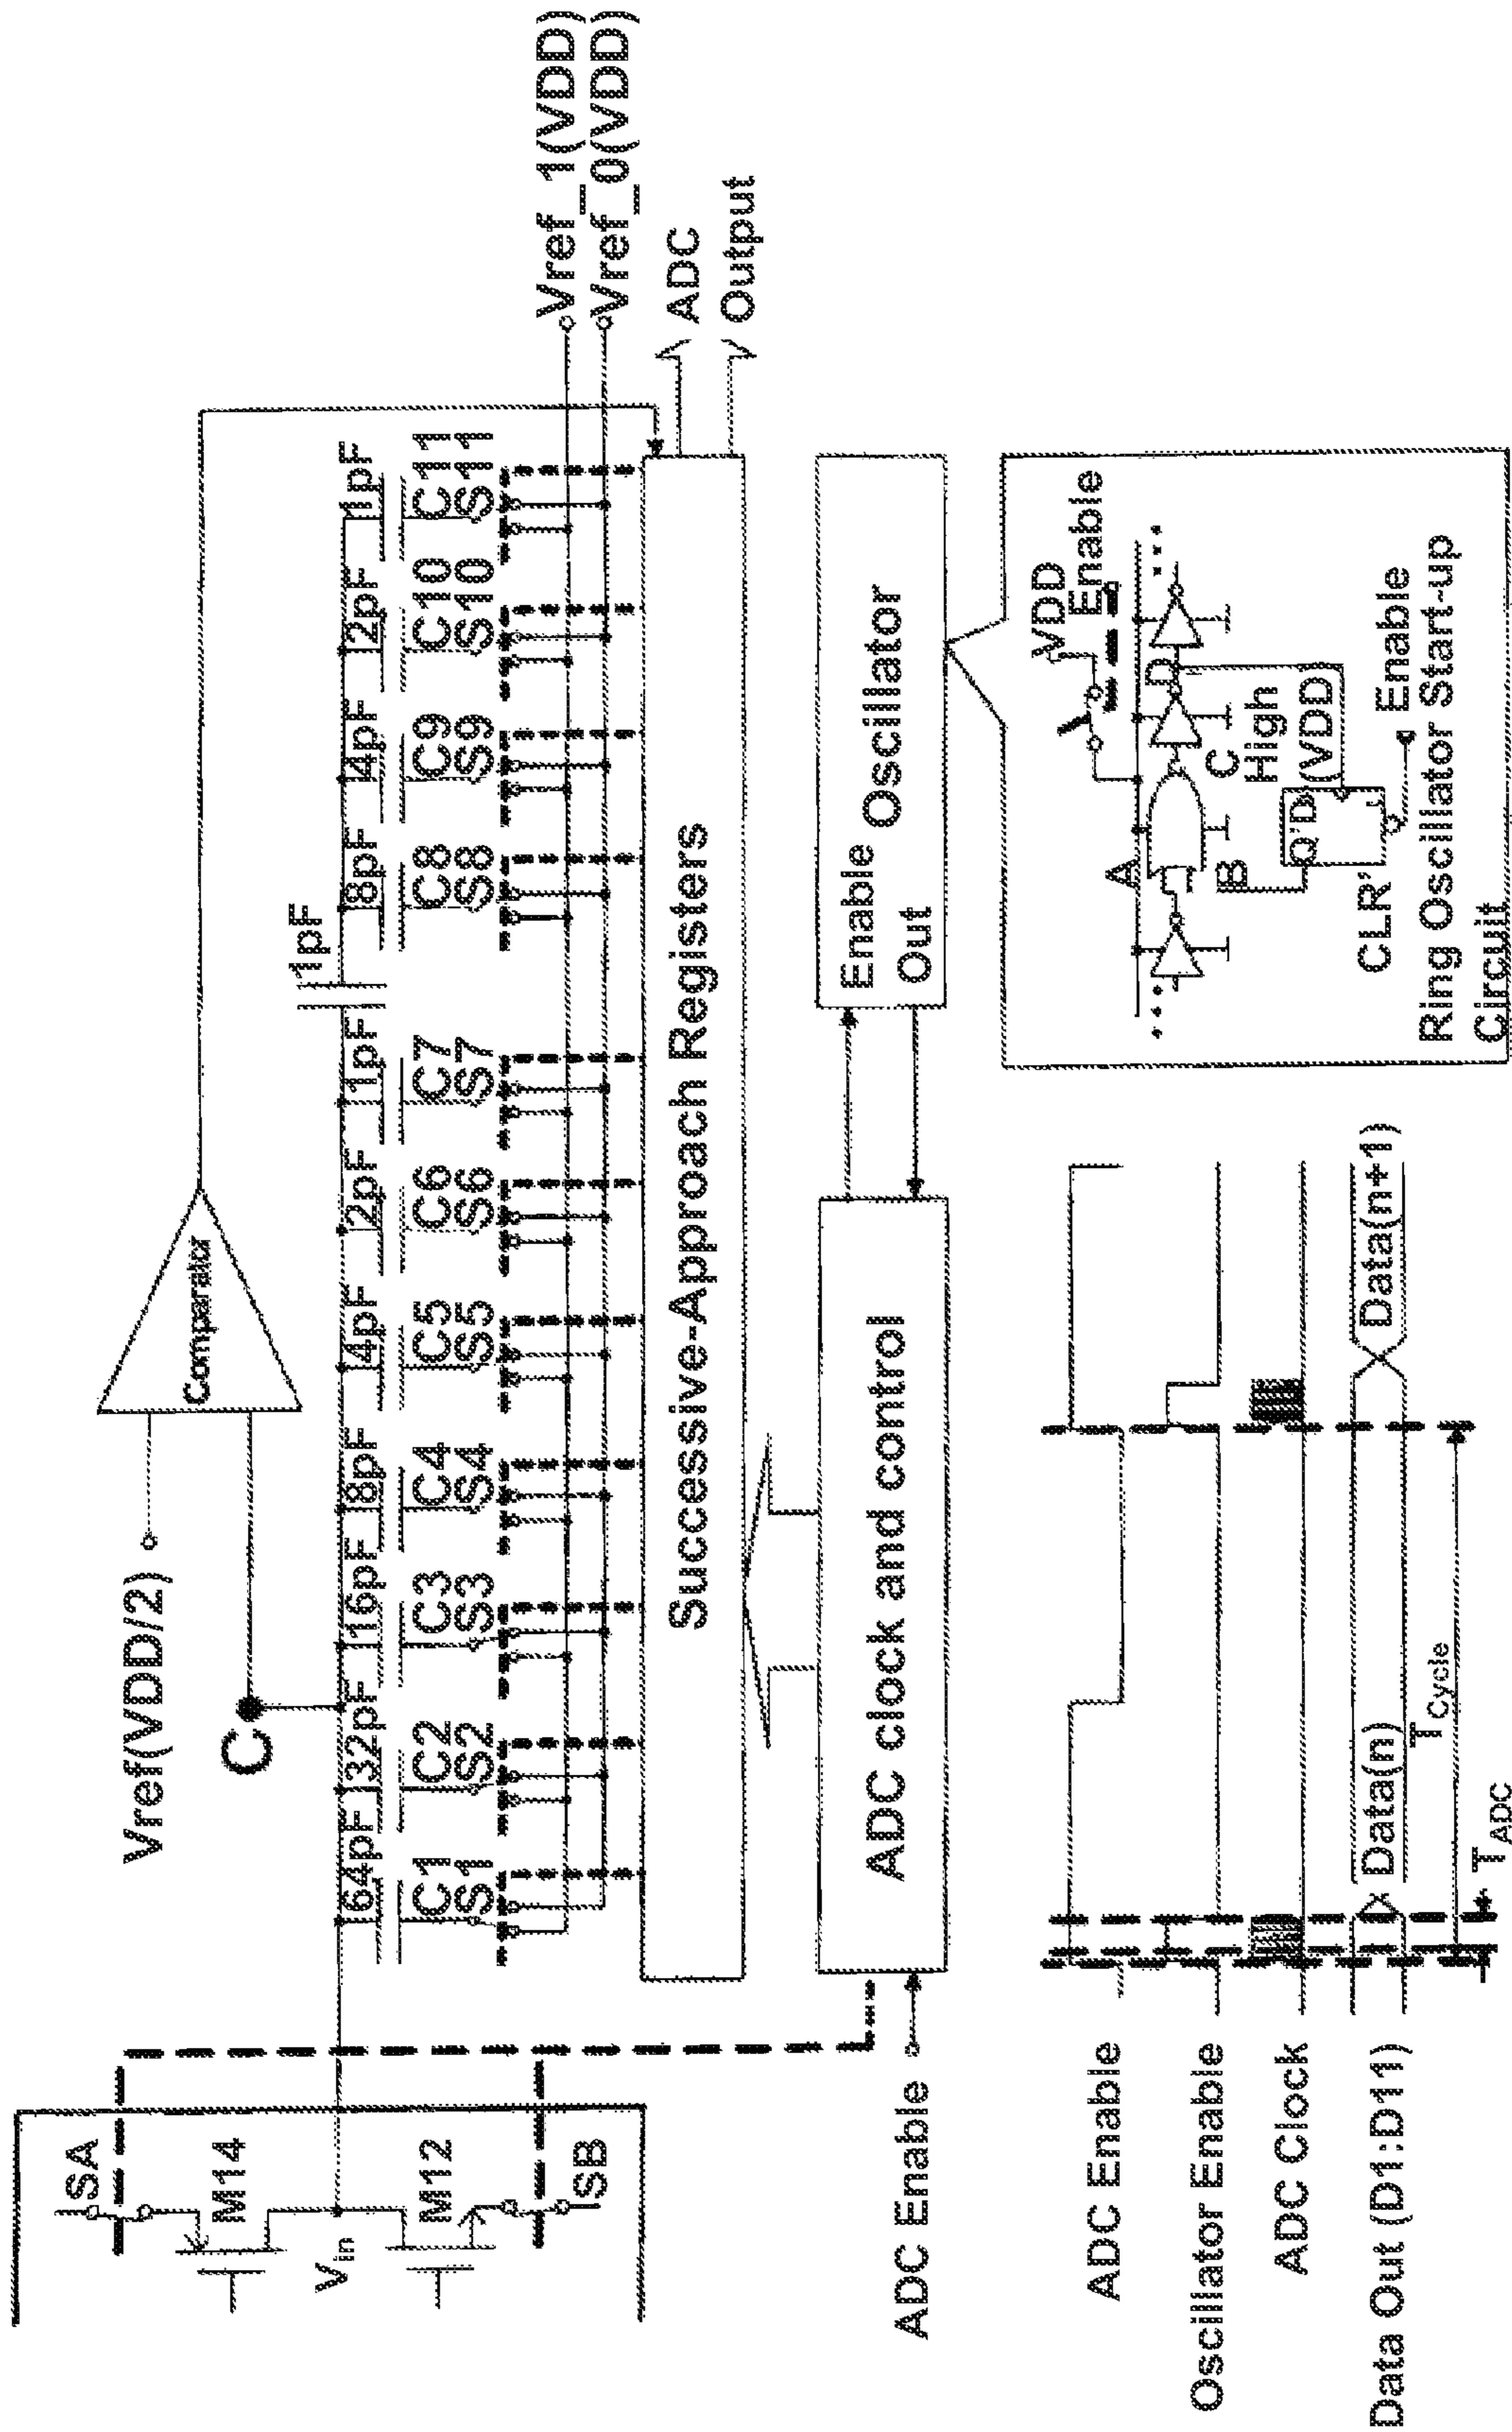 Vref(VDD/2)
Comparator
C
SA
M14
Vin
M12
SB
64pF
32pF
16pF
8pF
4pF
2pF
1pF
1pF
8pF
4pF
2pF
1pF
C1
C2
C3
C4
C5
C6
C7
C8
C9
C10
C11
S1
S2
S3
S4
S5
S6
S7
S8
S9
S10
S11
Vref_1(VDD)
Vref_0(VDD)
Successive-Approach Registers
ADC
Output
ADC Enable
ADC clock and control
Enable
Out
Oscillator
VDD
Enable
A
B
C
D
High
(VDD)
Q'D
CLR'
Enable
Ring Oscillator Start-up
Circuit
ADC Enable
Oscillator Enable
ADC Clock
Data Out (D1:D11)
Data(n)
Data(n+1)
TCycle
TADC